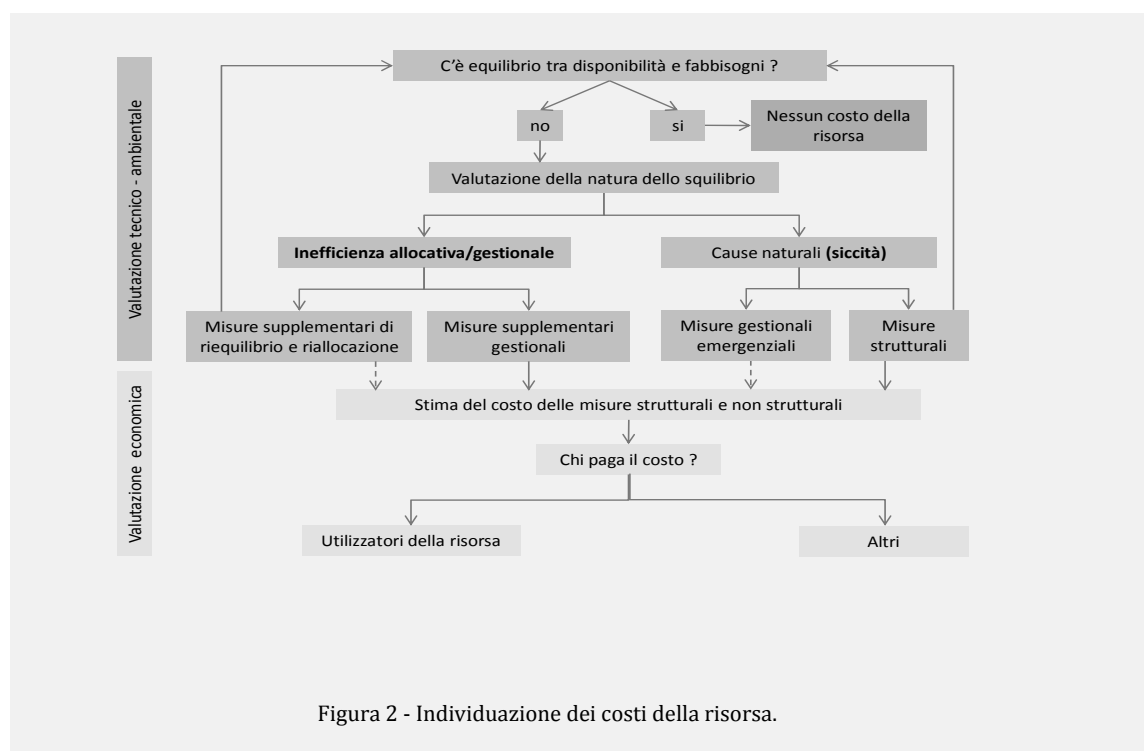 C'è equilibrio tra disponibilità e fabbisogni ?
no
si
Nessun costo della
risorsa
Valutazione della natura dello squilibrio
Inefficienza allocativa/gestionale
Cause naturali (siccità)
Misure supplementari di
riequilibrio e riallocazione
Misure supplementari
gestionali
Misure gestionali
emergenziali
Misure
strutturali
Valutazione tecnico - ambientale
Stima del costo delle misure strutturali e non strutturali
Chi paga il costo ?
Utilizzatori della risorsa
Altri
Valutazione economica
Figura 2 - Individuazione dei costi della risorsa.